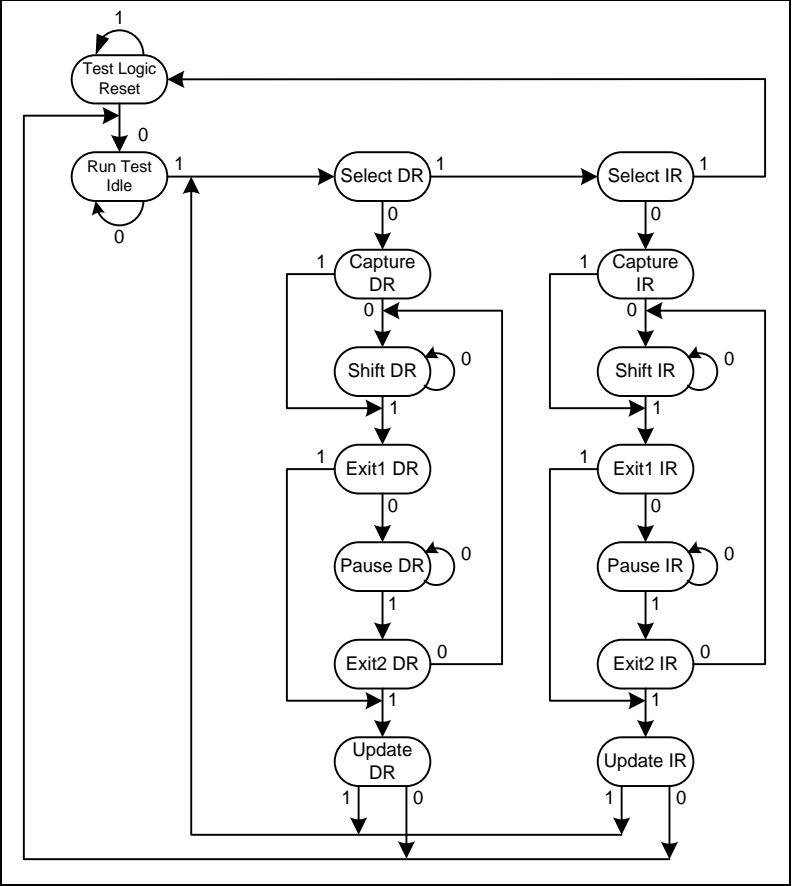 1
Test Logic
Reset
0
Run Test
Idle
1
0
Select DR
1
0
Select IR
1
0
Capture
DR
1
0
Capture
IR
1
0
Shift DR
0
1
Shift IR
0
1
Exit1 DR
1
0
Exit1 IR
1
0
Pause DR
0
1
Pause IR
0
1
Exit2 DR
0
1
Exit2 IR
0
1
Update
DR
1
0
Update IR
1
0